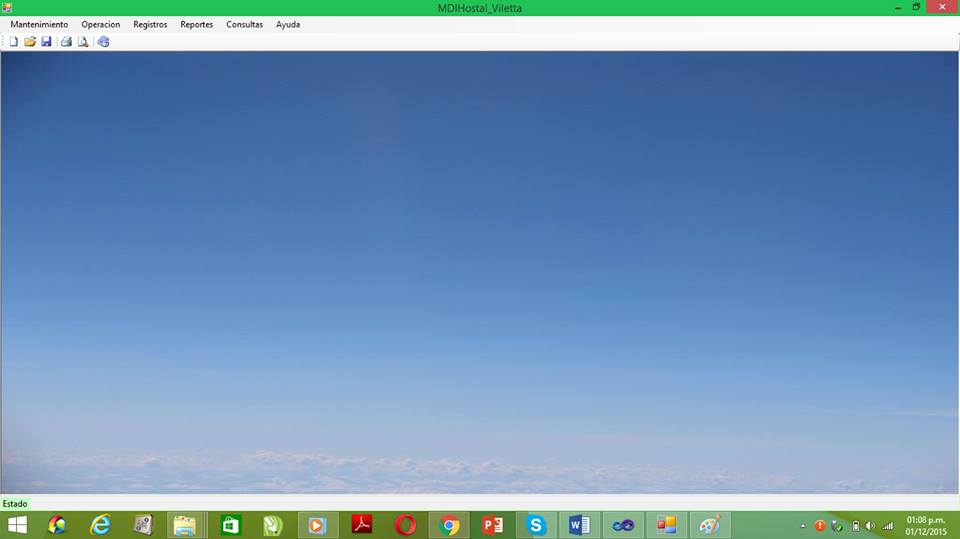 MDIHostal_Viletta
Mantenimiento Operacion Registros Reportes Consultas Ayuda
Estado
01:08 p.m.
01/12/2015